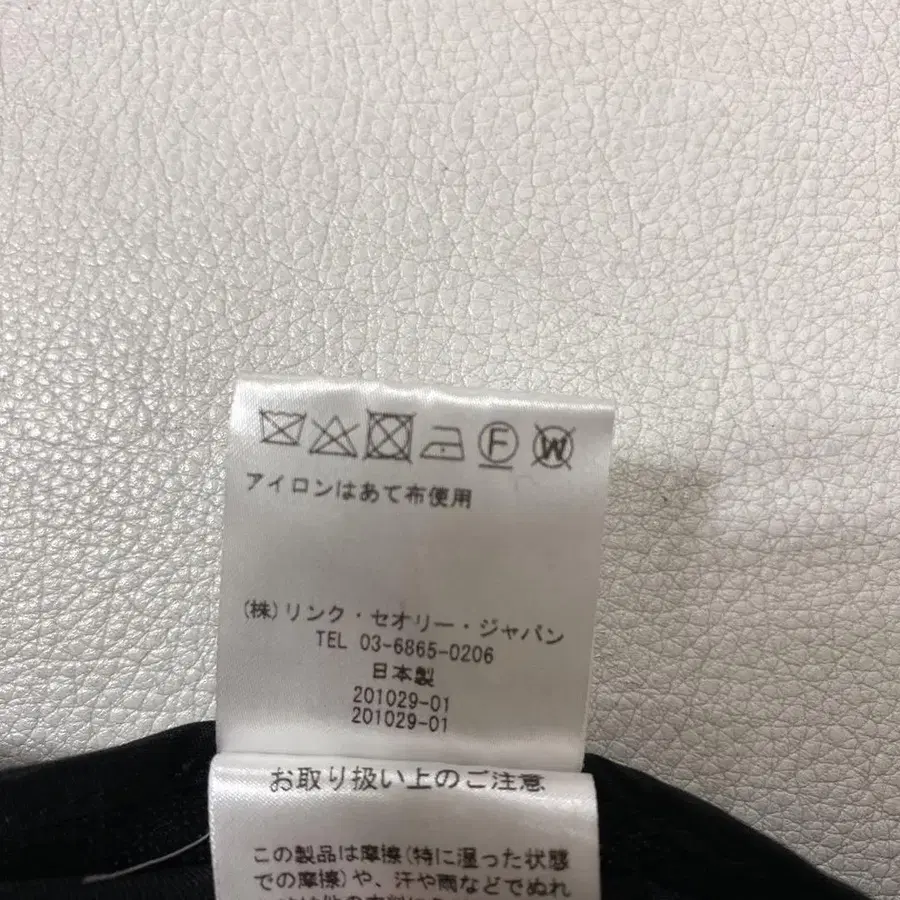 F W
アイロンはあて布使用
(株)リンク・セオリー・ジャパン
TEL 03-6865-0206
日本製
201029-01
201029-01
お取り扱い上のご注意
この製品は摩擦(特に湿った状態
での摩擦)や、汗や雨などでぬれ